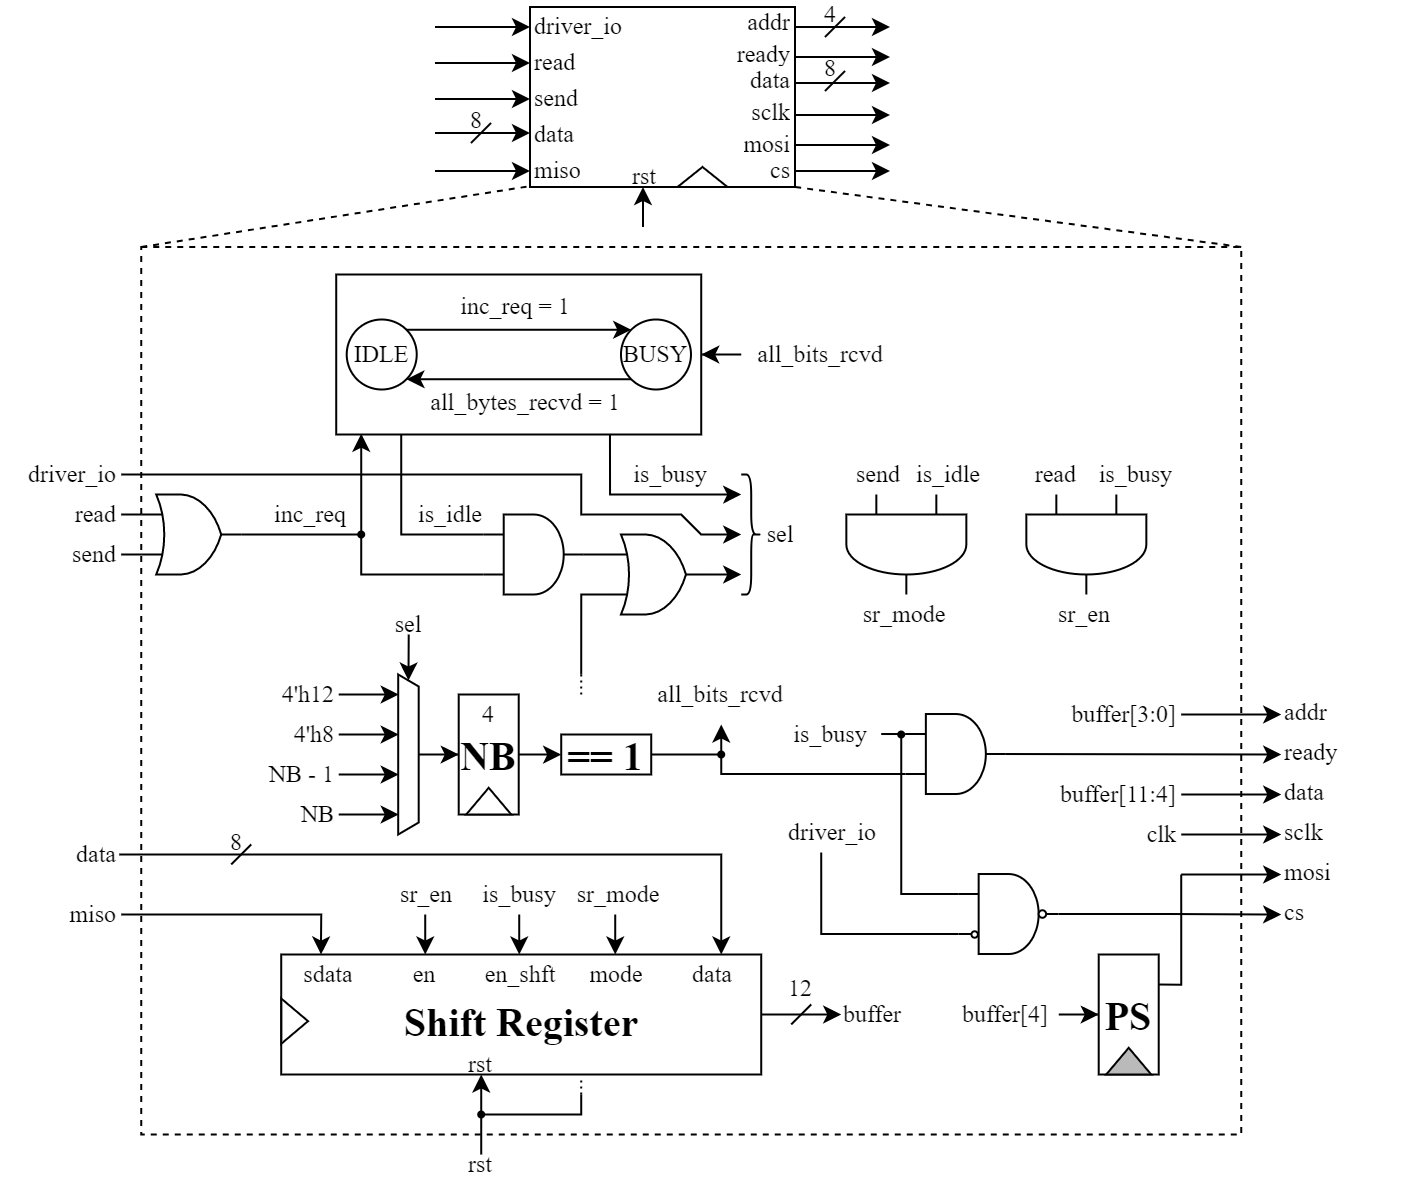 driver_io
read
send
8
data
miso
rst
addr
4
ready
data
8
sclk
mosi
cs
inc_req = 1
IDLE
BUSY
all_bytes_recvd = 1
all_bits_rcvd
driver_io
read
send
inc_req
is_idle
is_busy
sel
send is_idle
sr_mode
read is_busy
sr_en
sel
4'h12
4'h8
NB - 1
NB
4
NB
== 1
all_bits_rcvd
is_busy
driver_io
buffer[3:0]
addr
ready
buffer[11:4]
data
clk
sclk
mosi
cs
data
8
miso
sr_en
is_busy
sr_mode
sdata
en
en_shft
mode
data
Shift Register
rst
12
buffer
buffer[4]
PS
rst